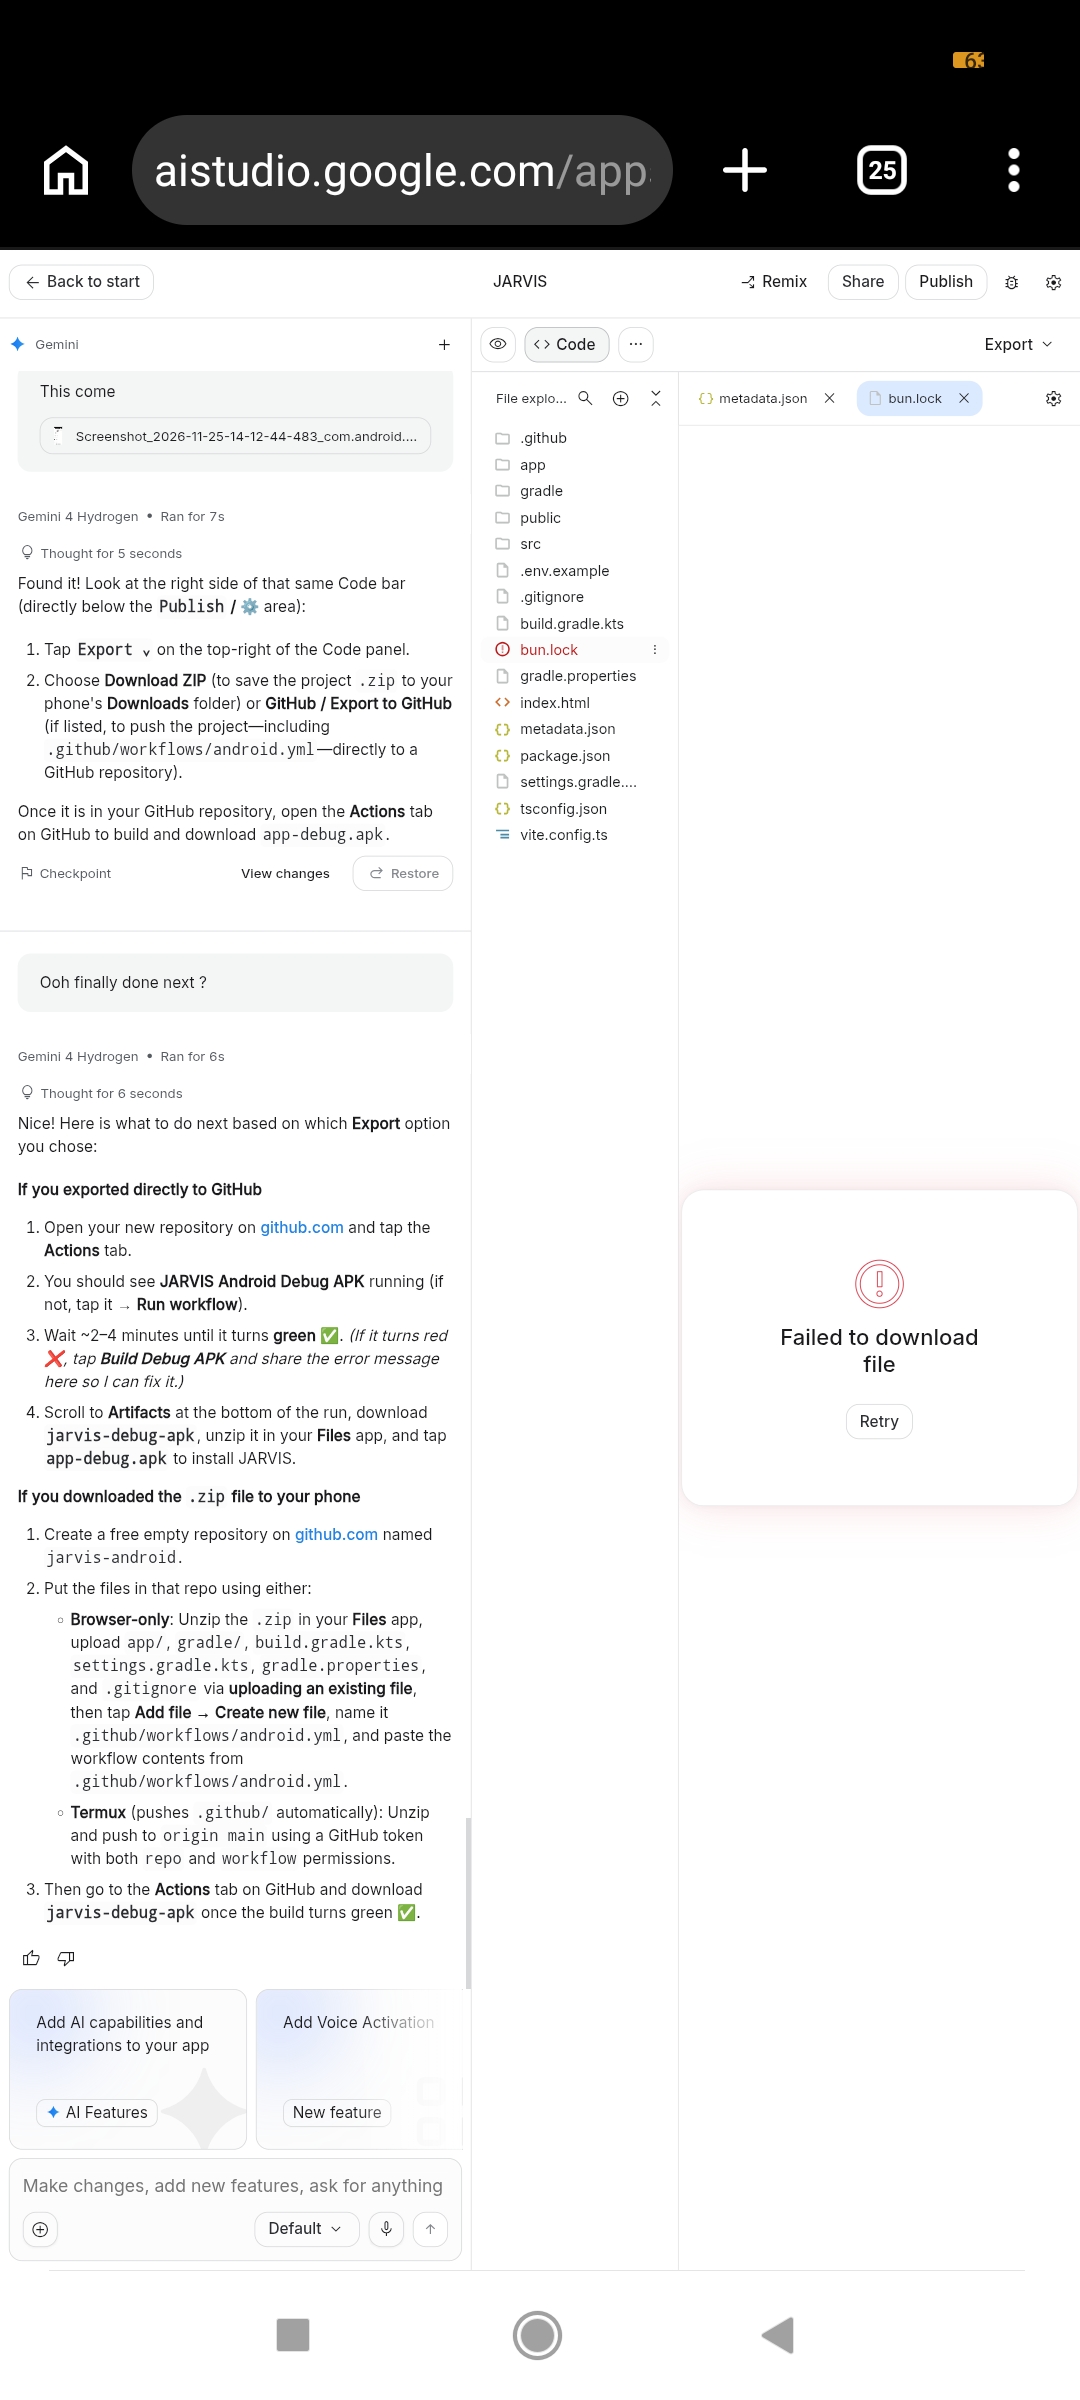 63
aistudio.google.com/app
25
Back to start
JARVIS
Remix
Share
Publish
Gemini
Code
Export
This come
Screenshot_2026-11-25-14-12-44-483_com.android....
Gemini 4 Hydrogen • Ran for 7s
Thought for 5 seconds
Found it! Look at the right side of that same Code bar
(directly below the Publish / ⚙️ area):
1. Tap Export ⌄ on the top-right of the Code panel.
2. Choose Download ZIP (to save the project .zip to your
phone's Downloads folder) or GitHub / Export to GitHub
(if listed, to push the project—including
.github/workflows/android.yml—directly to a
GitHub repository).
Once it is in your GitHub repository, open the Actions tab
on GitHub to build and download app-debug.apk.
Checkpoint
View changes
Restore
Ooh finally done next ?
Gemini 4 Hydrogen • Ran for 6s
Thought for 6 seconds
Nice! Here is what to do next based on which Export option
you chose:
If you exported directly to GitHub
1. Open your new repository on github.com and tap the
Actions tab.
2. You should see JARVIS Android Debug APK running (if
not, tap it → Run workflow).
3. Wait ~2–4 minutes until it turns green ✅. (If it turns red
❌, tap Build Debug APK and share the error message
here so I can fix it.)
4. Scroll to Artifacts at the bottom of the run, download
jarvis-debug-apk, unzip it in your Files app, and tap
app-debug.apk to install JARVIS.
If you downloaded the .zip file to your phone
1. Create a free empty repository on github.com named
jarvis-android.
2. Put the files in that repo using either:
◦ Browser-only: Unzip the .zip in your Files app,
upload app/, gradle/, build.gradle.kts,
settings.gradle.kts, gradle.properties,
and .gitignore via uploading an existing file,
then tap Add file → Create new file, name it
.github/workflows/android.yml, and paste the
workflow contents from
.github/workflows/android.yml.
◦ Termux (pushes .github/ automatically): Unzip
and push to origin main using a GitHub token
with both repo and workflow permissions.
3. Then go to the Actions tab on GitHub and download
jarvis-debug-apk once the build turns green ✅.
Add AI capabilities and
integrations to your app
AI Features
Add Voice Activation
New feature
Make changes, add new features, ask for anything
Default
File explo...
.github
app
gradle
public
src
.env.example
.gitignore
build.gradle.kts
bun.lock
gradle.properties
index.html
metadata.json
package.json
settings.gradle....
tsconfig.json
vite.config.ts
metadata.json
bun.lock
Failed to download
file
Retry